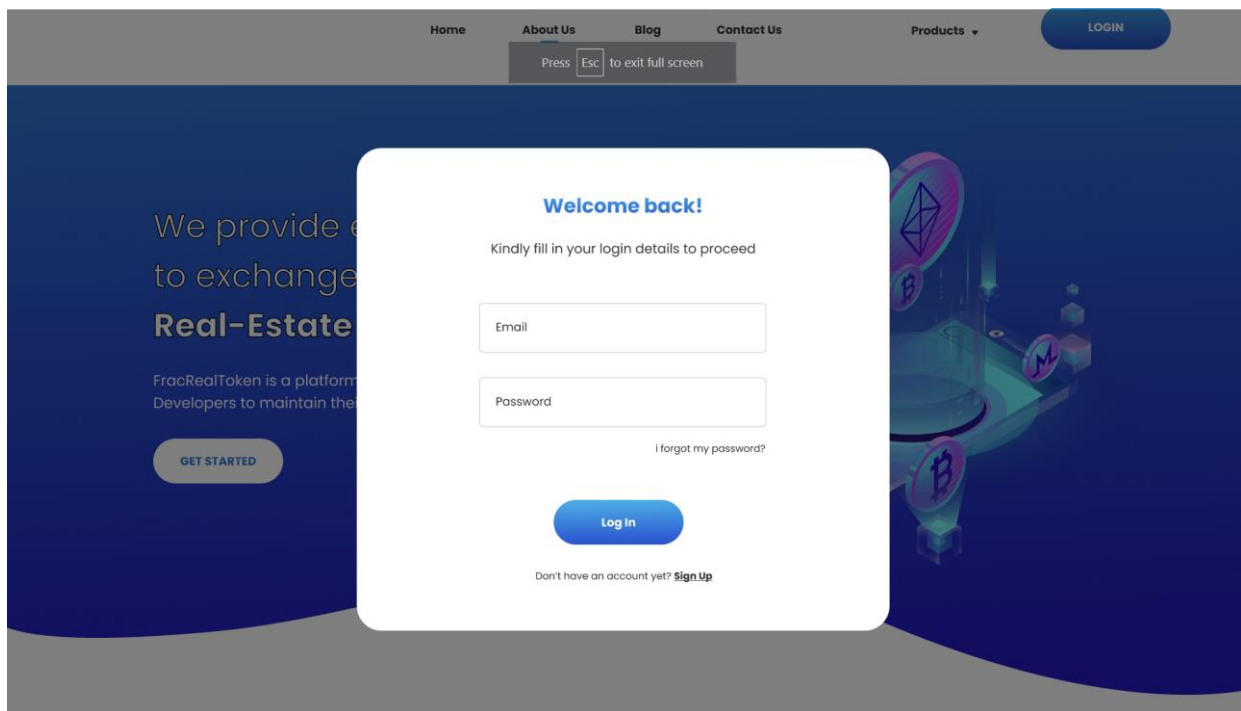 Home About Us Blog Contact Us Products LOGIN
Press Esc to exit full screen
Welcome back!
Kindly fill in your login details to proceed
We provide
to exchange
Real-Estate
Email
FracRealToken is a platform
Developers to maintain
Password
i forgot my password?
GET STARTED
Log In
Don't have an account yet? Sign Up